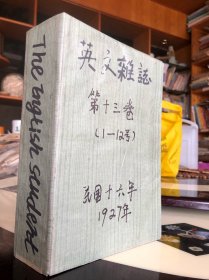 The English student
英文雜誌
第十三卷
(1—12号)
民国十六年
1927年